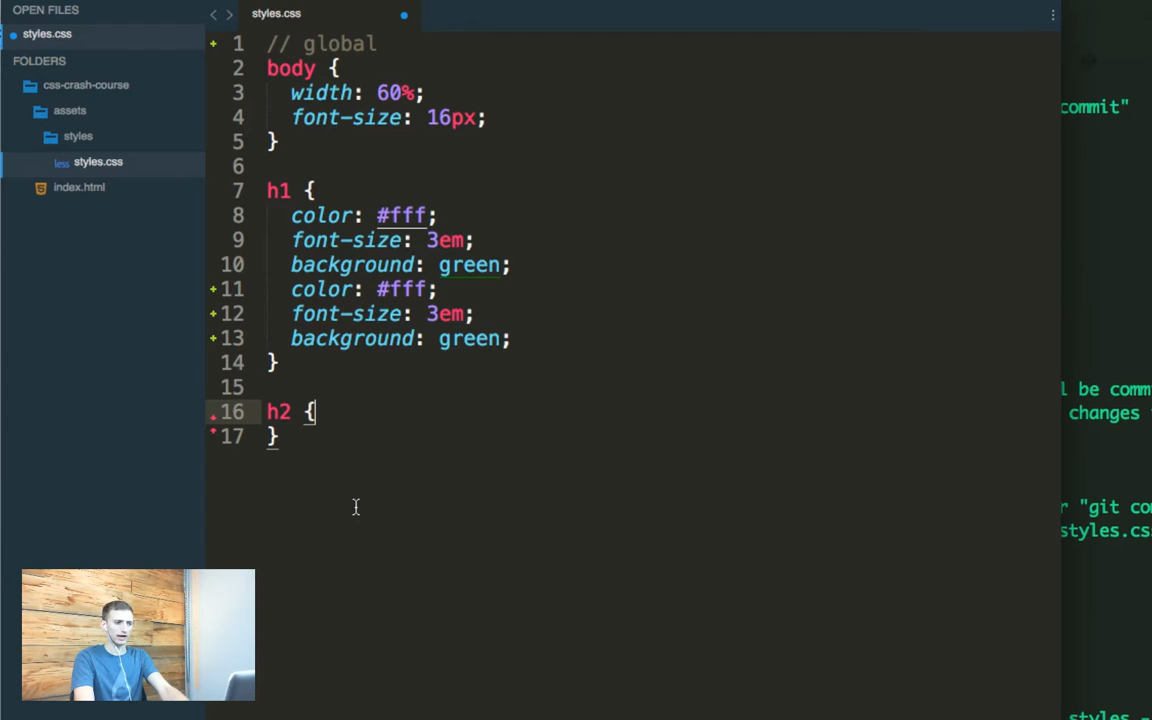 OPEN FILES
styles.css
FOLDERS
css-crash-course
assets
styles
less styles.css
index.html
styles.css
1 // global
2 body {
3 width: 60%;
4 font-size: 16px;
5 }
6
7 h1 {
8 color: #fff;
9 font-size: 3em;
10 background: green;
11 color: #fff;
12 font-size: 3em;
13 background: green;
14 }
15
16 h2 {
17 }
commit"
l be comm
changes
r "git com
styles.css
styles -